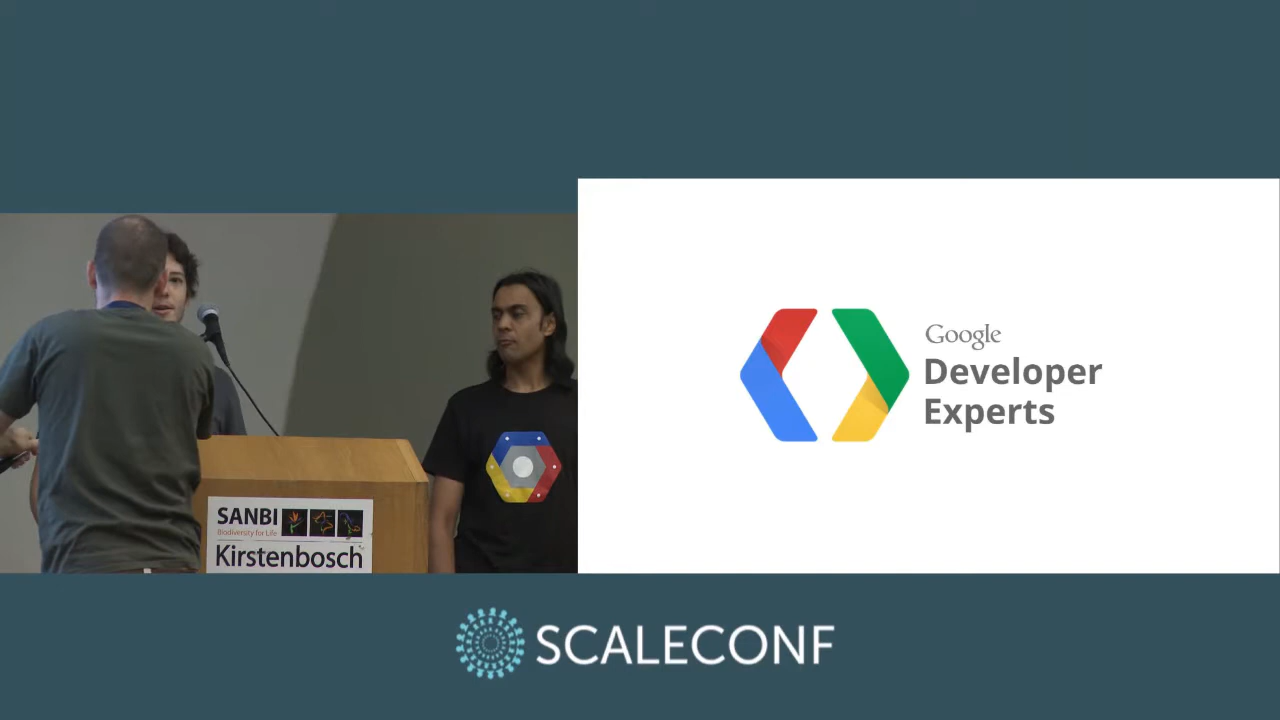 SANBI
Biodiversity for Life
Kirstenbosch
Google
Developer
Experts
SCALECONF